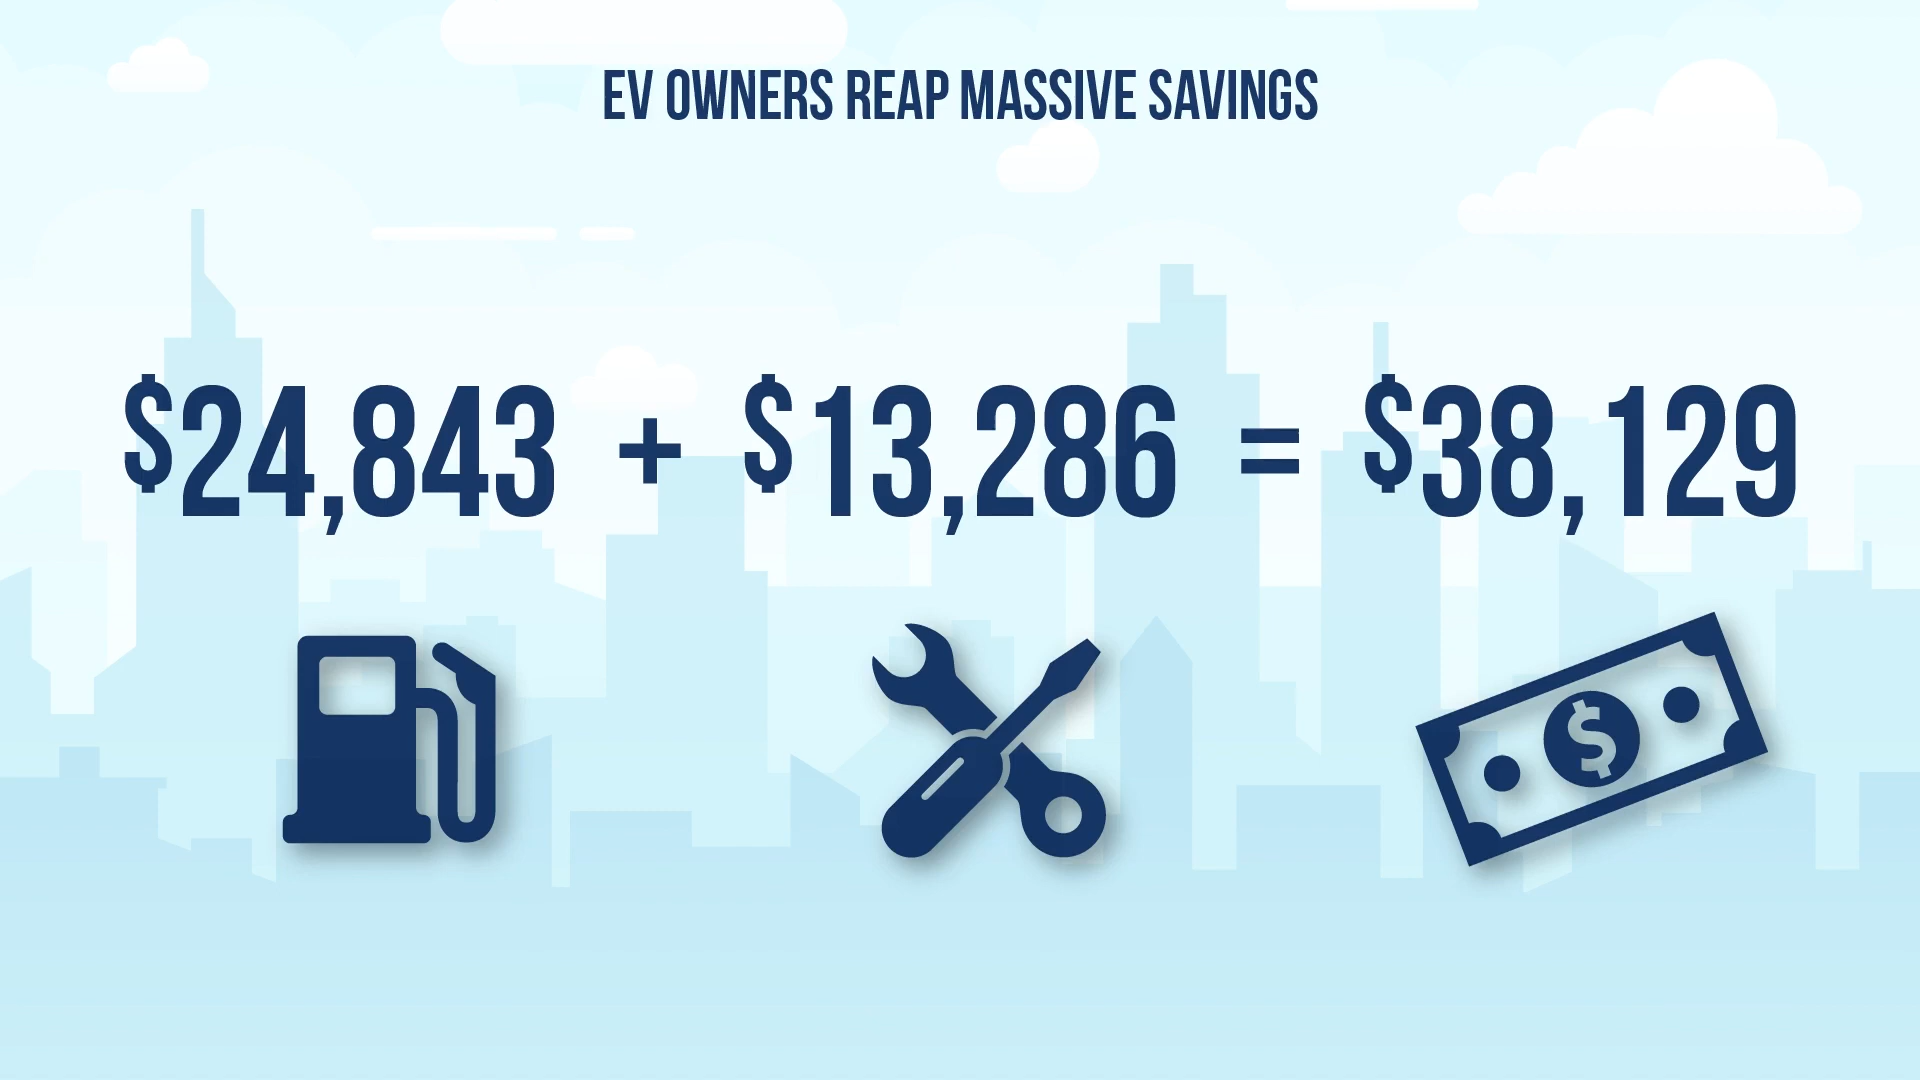 EV OWNERS REAP MASSIVE SAVINGS
$24,843 + $13,286 = $38,129
$